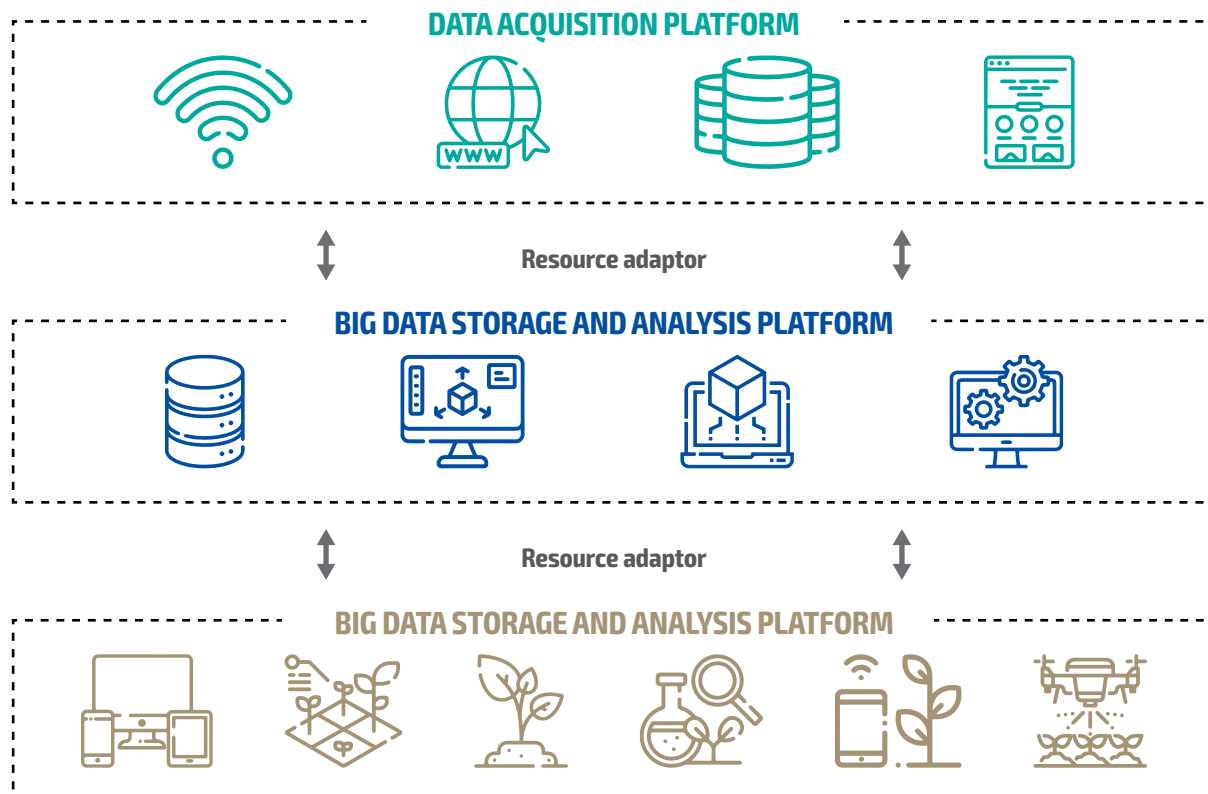 DATA ACQUISITION PLATFORM
WWW
Resource adaptor
BIG DATA STORAGE AND ANALYSIS PLATFORM
Resource adaptor
BIG DATA STORAGE AND ANALYSIS PLATFORM